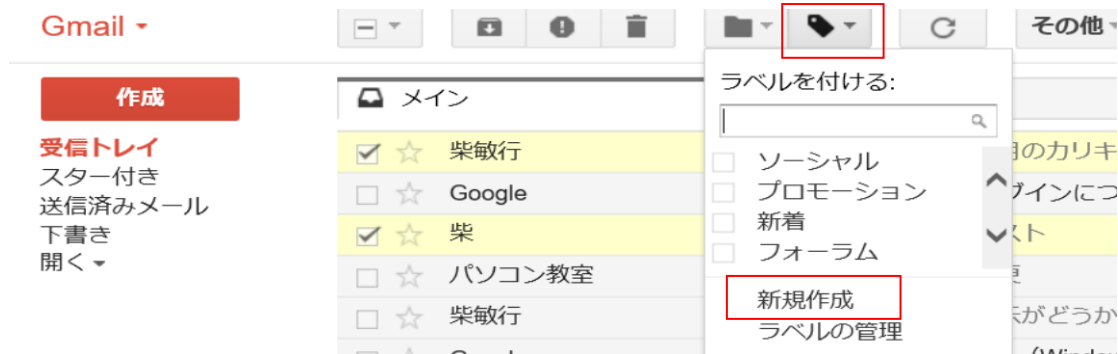 Gmail
その他
作成
ラベルを付ける:
メイン
受信トレイ
スター付き
送信済みメール
下書き
開く
柴敏行
Google
柴
パソコン教室
柴敏行
ソーシャル
プロモーション
新着
フォーラム
新規作成
ラベルの管理
のカリキ
インにつ
スト
がどうか
(Window